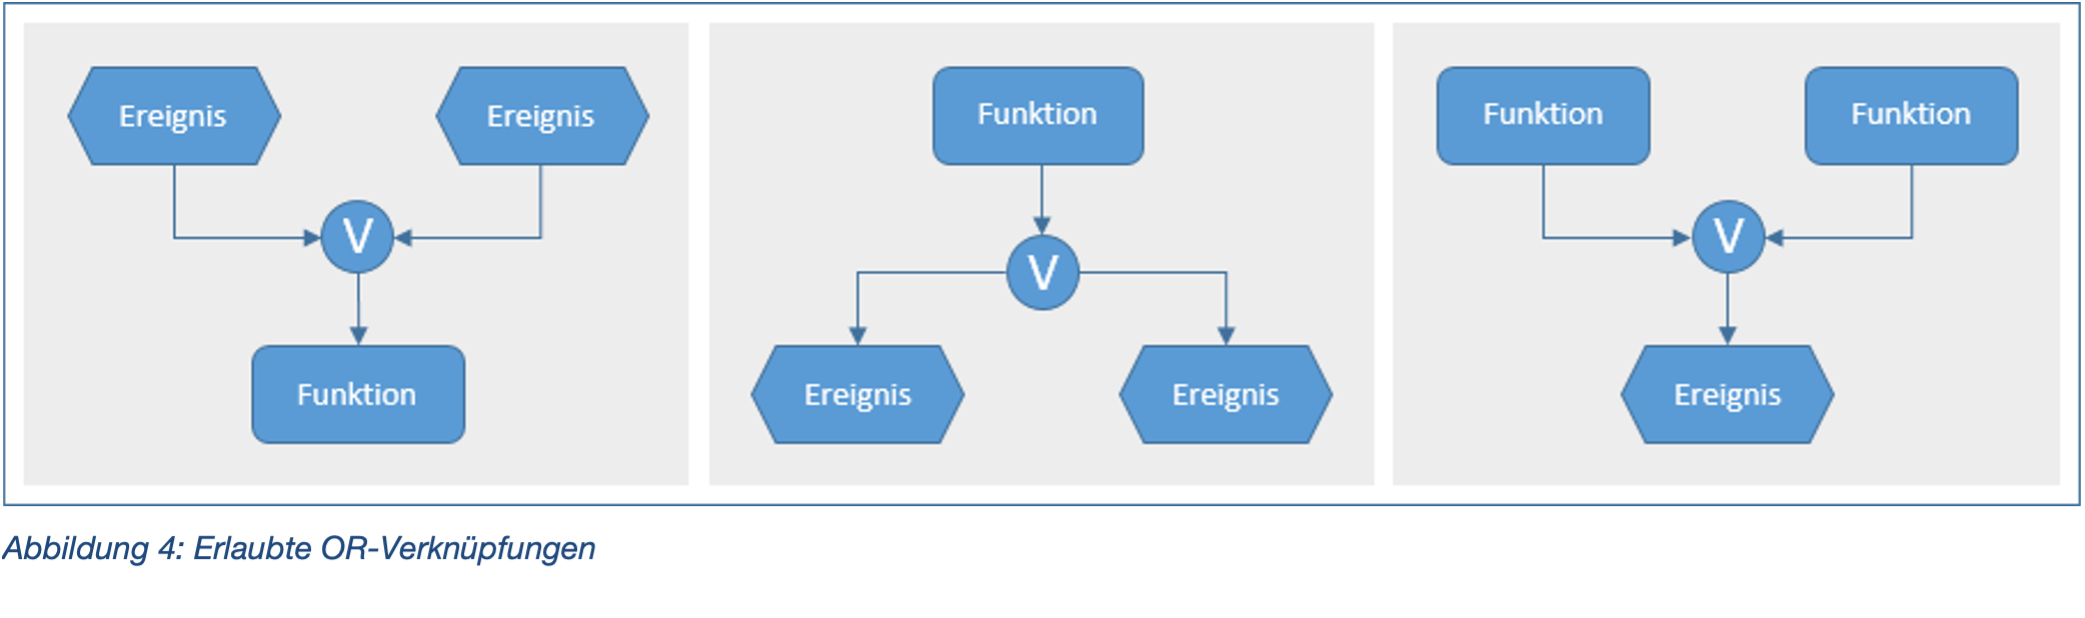 Ereignis Ereignis
V
Funktion
Funktion
V
Ereignis Ereignis
Funktion Funktion
V
Ereignis
Abbildung 4: Erlaubte OR-Verknüpfungen